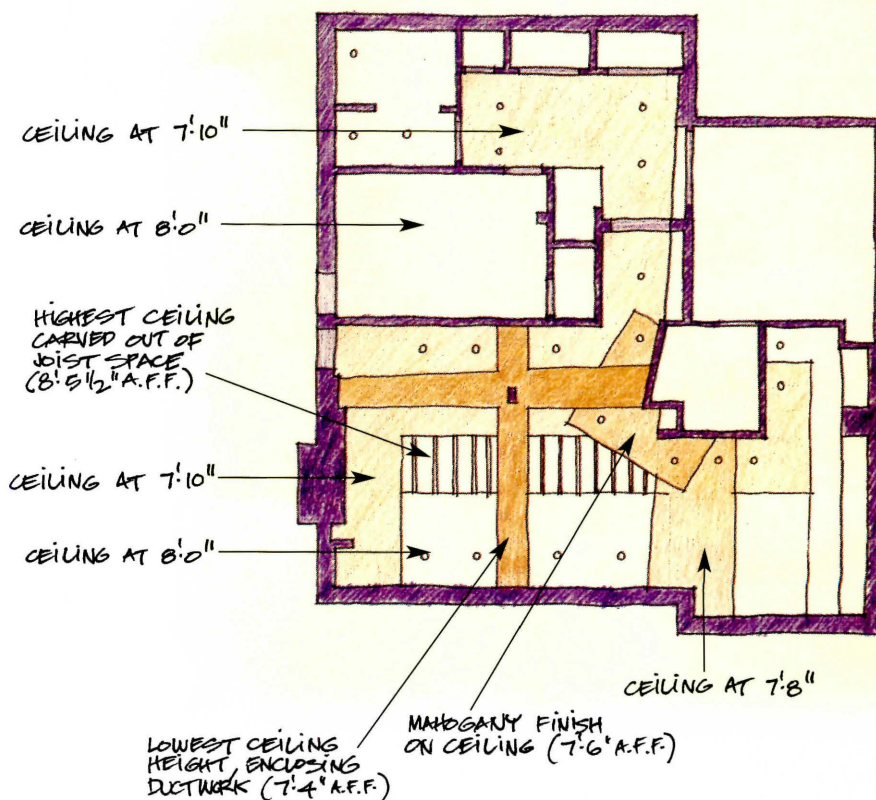 CEILING AT 7'.10"
CEILING AT 8'.0"
HIGHEST CEILING
CARVED OUT OF
JOIST SPACE
(8'.5 1/2" A.F.F.)
CEILING AT 7'.10"
CEILING AT 8'.0"
CEILING AT 7'.8"
MAHOGANY FINISH
ON CEILING (7'.6" A.F.F.)
LOWEST CEILING
HEIGHT, ENCLOSING
DUCTWORK (7'.4" A.F.F.)